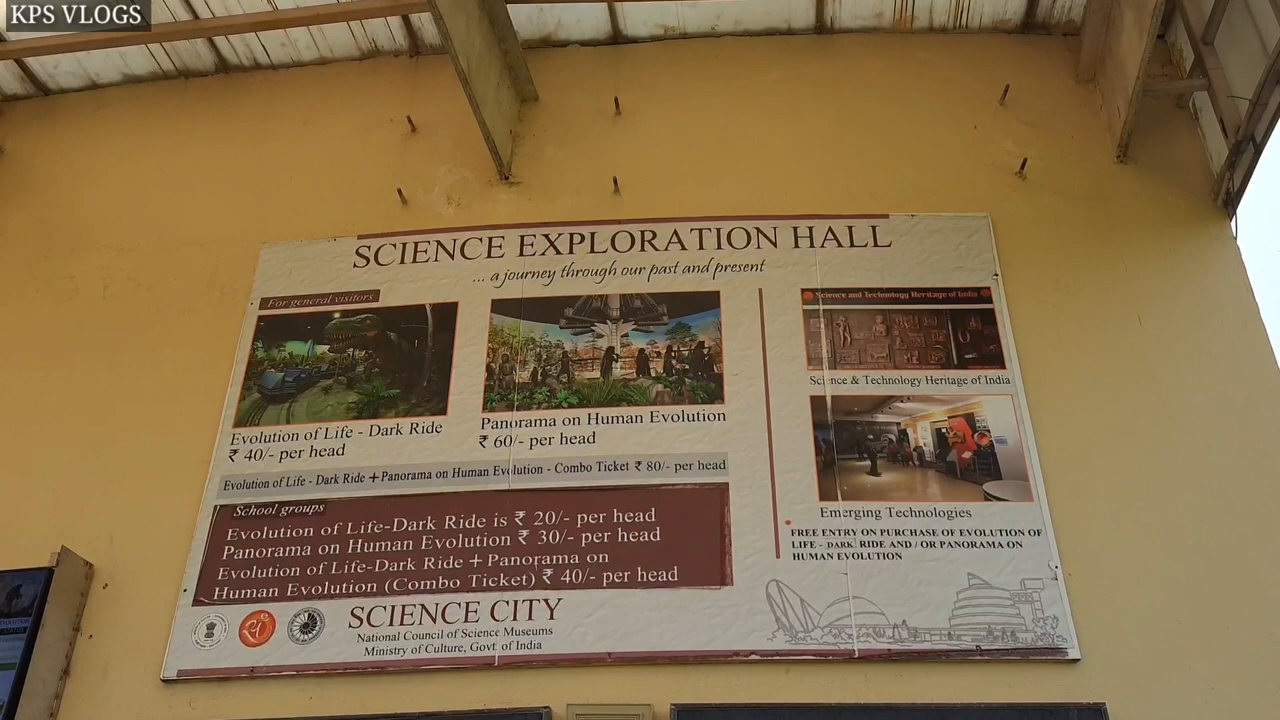 KPS VLOGS
SCIENCE EXPLORATION HALL
... a journey through our past and present
For general visitors
Evolution of Life - Dark Ride
₹ 40/- per head
Panorama on Human Evolution
₹ 60/- per head
Evolution of Life - Dark Ride + Panorama on Human Evolution - Combo Ticket ₹ 80/- per head
School groups
Evolution of Life-Dark Ride is ₹ 20/- per head
Panorama on Human Evolution ₹ 30/- per head
Evolution of Life-Dark Ride + Panorama on
Human Evolution (Combo Ticket) ₹ 40/- per head
Science and Technology Heritage of India
Science & Technology Heritage of India
Emerging Technologies
FREE ENTRY ON PURCHASE OF EVOLUTION OF
LIFE - DARK RIDE AND / OR PANORAMA ON
HUMAN EVOLUTION
SCIENCE CITY
National Council of Science Museums
Ministry of Culture, Govt. of India